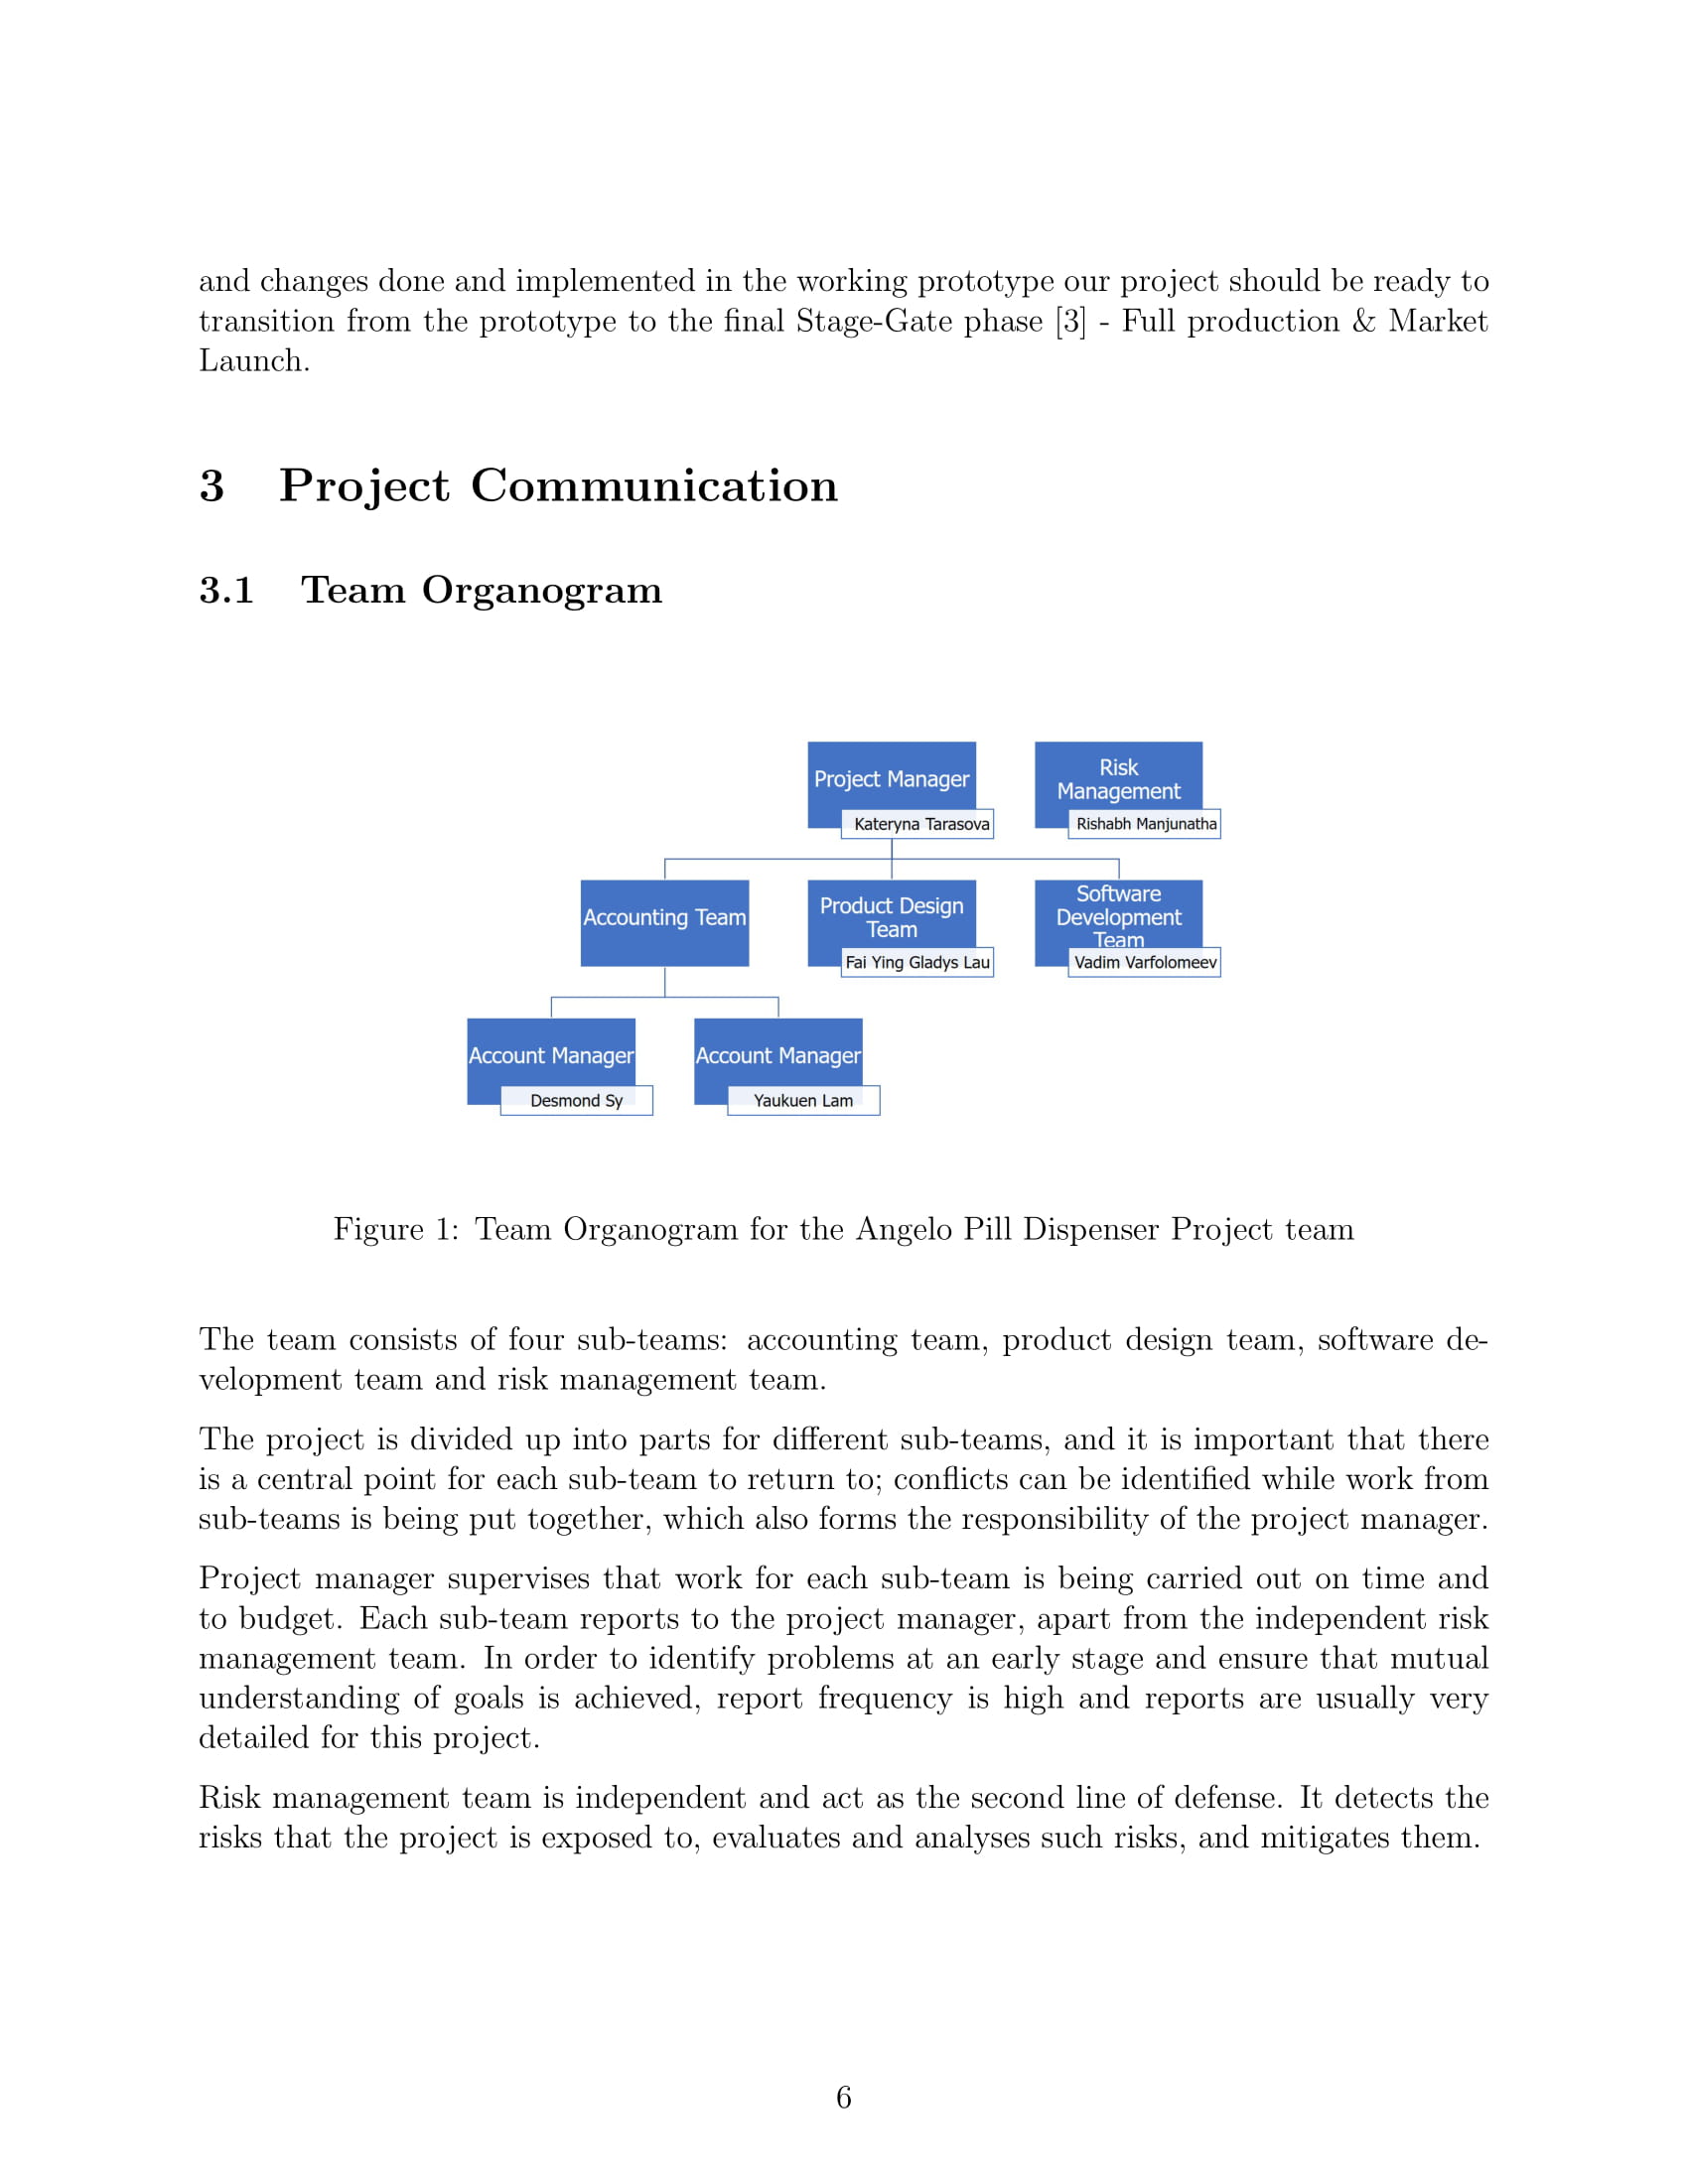 and changes done and implemented in the working prototype our project should be ready to
transition from the prototype to the final Stage-Gate phase [3] - Full production & Market
Launch.
3 Project Communication
3.1 Team Organogram
Project Manager
Kateryna Tarasova
Risk
Management
Rishabh Manjunatha
Accounting Team
Product Design
Team
Fai Ying Gladys Lau
Software
Development
Team
Vadim Varfolomeev
Account Manager
Desmond Sy
Account Manager
Yaukuen Lam
Figure 1: Team Organogram for the Angelo Pill Dispenser Project team
The team consists of four sub-teams: accounting team, product design team, software de-
velopment team and risk management team.
The project is divided up into parts for different sub-teams, and it is important that there
is a central point for each sub-team to return to; conflicts can be identified while work from
sub-teams is being put together, which also forms the responsibility of the project manager.
Project manager supervises that work for each sub-team is being carried out on time and
to budget. Each sub-team reports to the project manager, apart from the independent risk
management team. In order to identify problems at an early stage and ensure that mutual
understanding of goals is achieved, report frequency is high and reports are usually very
detailed for this project.
Risk management team is independent and act as the second line of defense. It detects the
risks that the project is exposed to, evaluates and analyses such risks, and mitigates them.
6